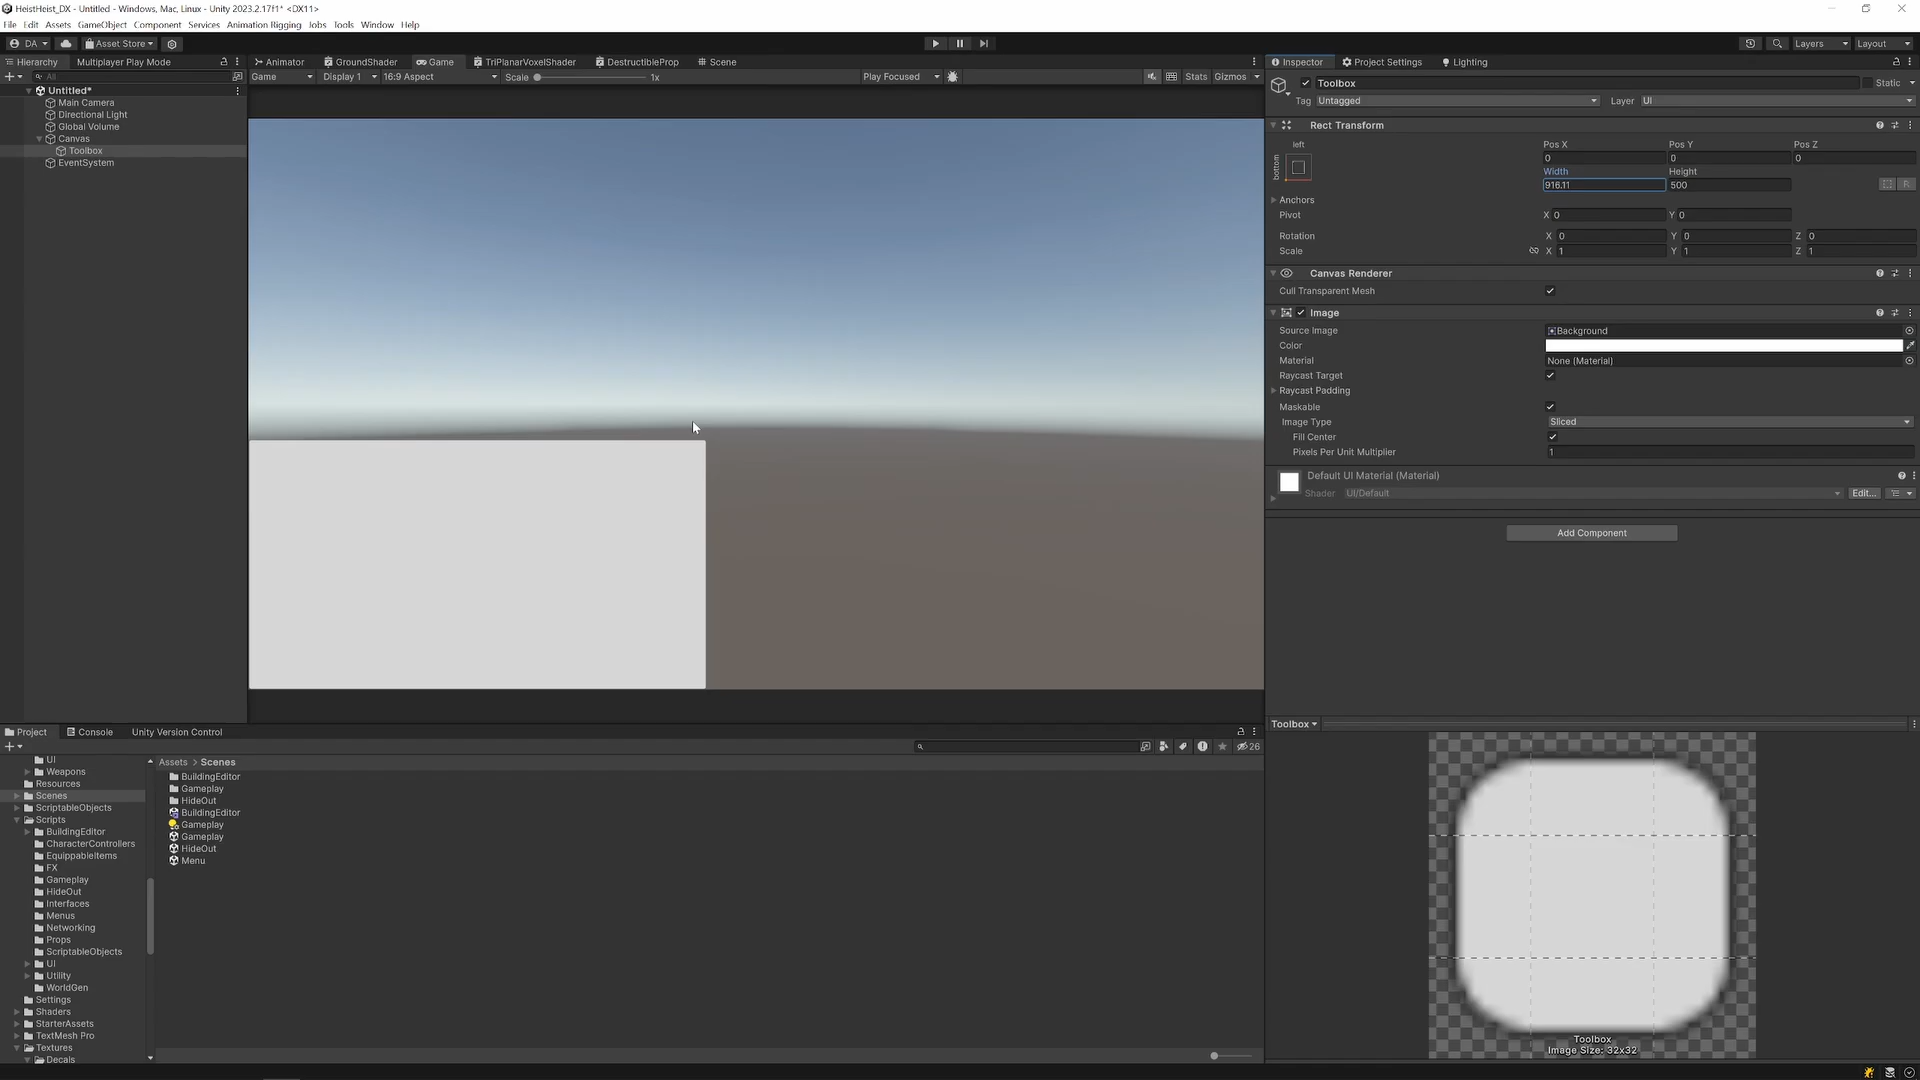 HeistHeist_DX - Untitled - Windows, Mac, Linux - Unity 2023.2.17f1* <DX11>
File Edit Assets GameObject Component Services Animation Rigging Jobs Tools Window Help
DA Asset Store Layers Layout
Hierarchy Multiplayer Play Mode
All
Untitled*
Main Camera
Directional Light
Global Volume
Canvas
Toolbox
EventSystem
Animator GroundShader Game TriPlanarVoxelShader DestructibleProp Scene
Game Display 1 16:9 Aspect Scale 1x Play Focused Stats Gizmos
Inspector Project Settings Lighting
Toolbox Static
Tag Untagged Layer UI
Rect Transform
left Pos X Pos Y Pos Z
bottom 0 0 0
Width Height
916.11 500
Anchors
Pivot X 0 Y 0
Rotation X 0 Y 0 Z 0
Scale X 1 Y 1 Z 1
Canvas Renderer
Cull Transparent Mesh
Image
Source Image Background
Color
Material None (Material)
Raycast Target
Raycast Padding
Maskable
Image Type Sliced
Fill Center
Pixels Per Unit Multiplier 1
Default UI Material (Material)
Shader UI/Default Edit...
Add Component
Project Console Unity Version Control
26
UI
Weapons
Resources
Scenes
ScriptableObjects
Scripts
BuildingEditor
CharacterControllers
EquippableItems
FX
Gameplay
HideOut
Interfaces
Menus
Networking
Props
ScriptableObjects
UI
Utility
WorldGen
Settings
Shaders
StarterAssets
TextMesh Pro
Textures
Decals
Assets > Scenes
BuildingEditor
Gameplay
HideOut
BuildingEditor
Gameplay
Gameplay
HideOut
Menu
Toolbox
Toolbox
Image Size: 32x32